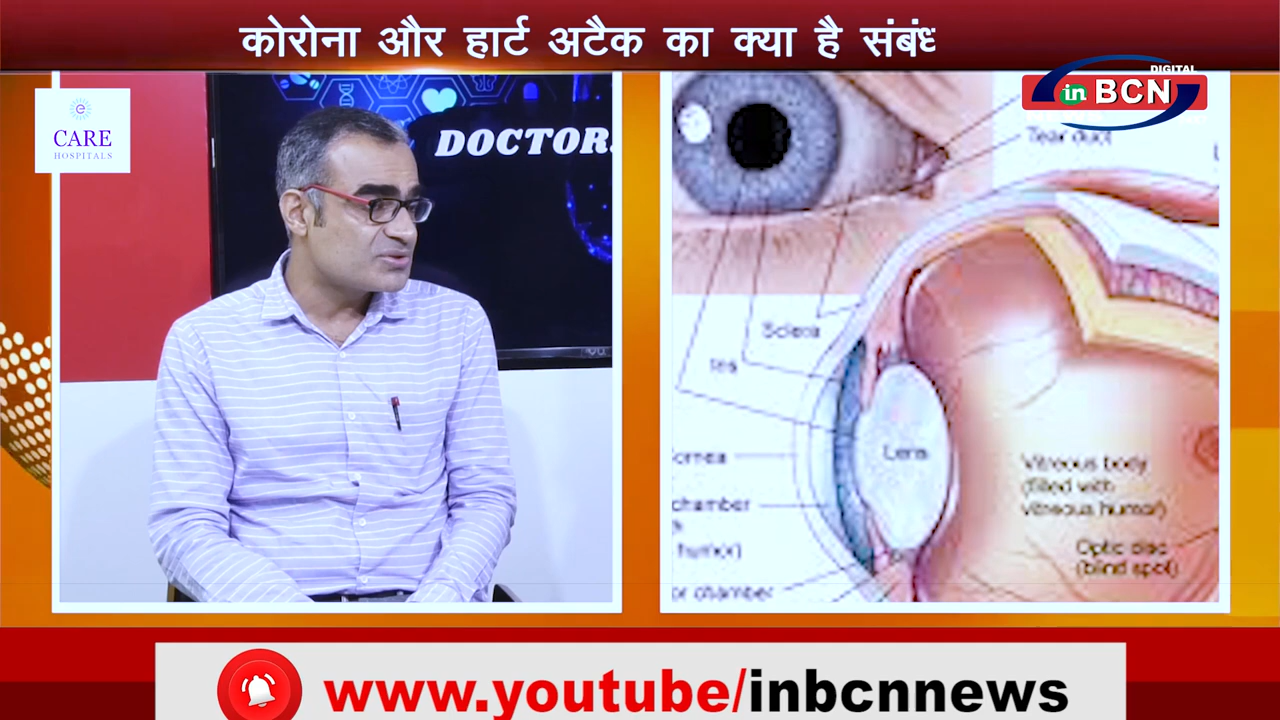 कोरोना और हार्ट अटैक का क्या है संबंध
DIGITAL
in BCN
CARE
HOSPITALS
DOCTOR
Tear duct
Sclera
Iris
Lens
chamber
humor)
Vitreous body
(filled with
vitreous humor)
Optic disc
(blind spot)
or chamber
www.youtube/inbcnnews